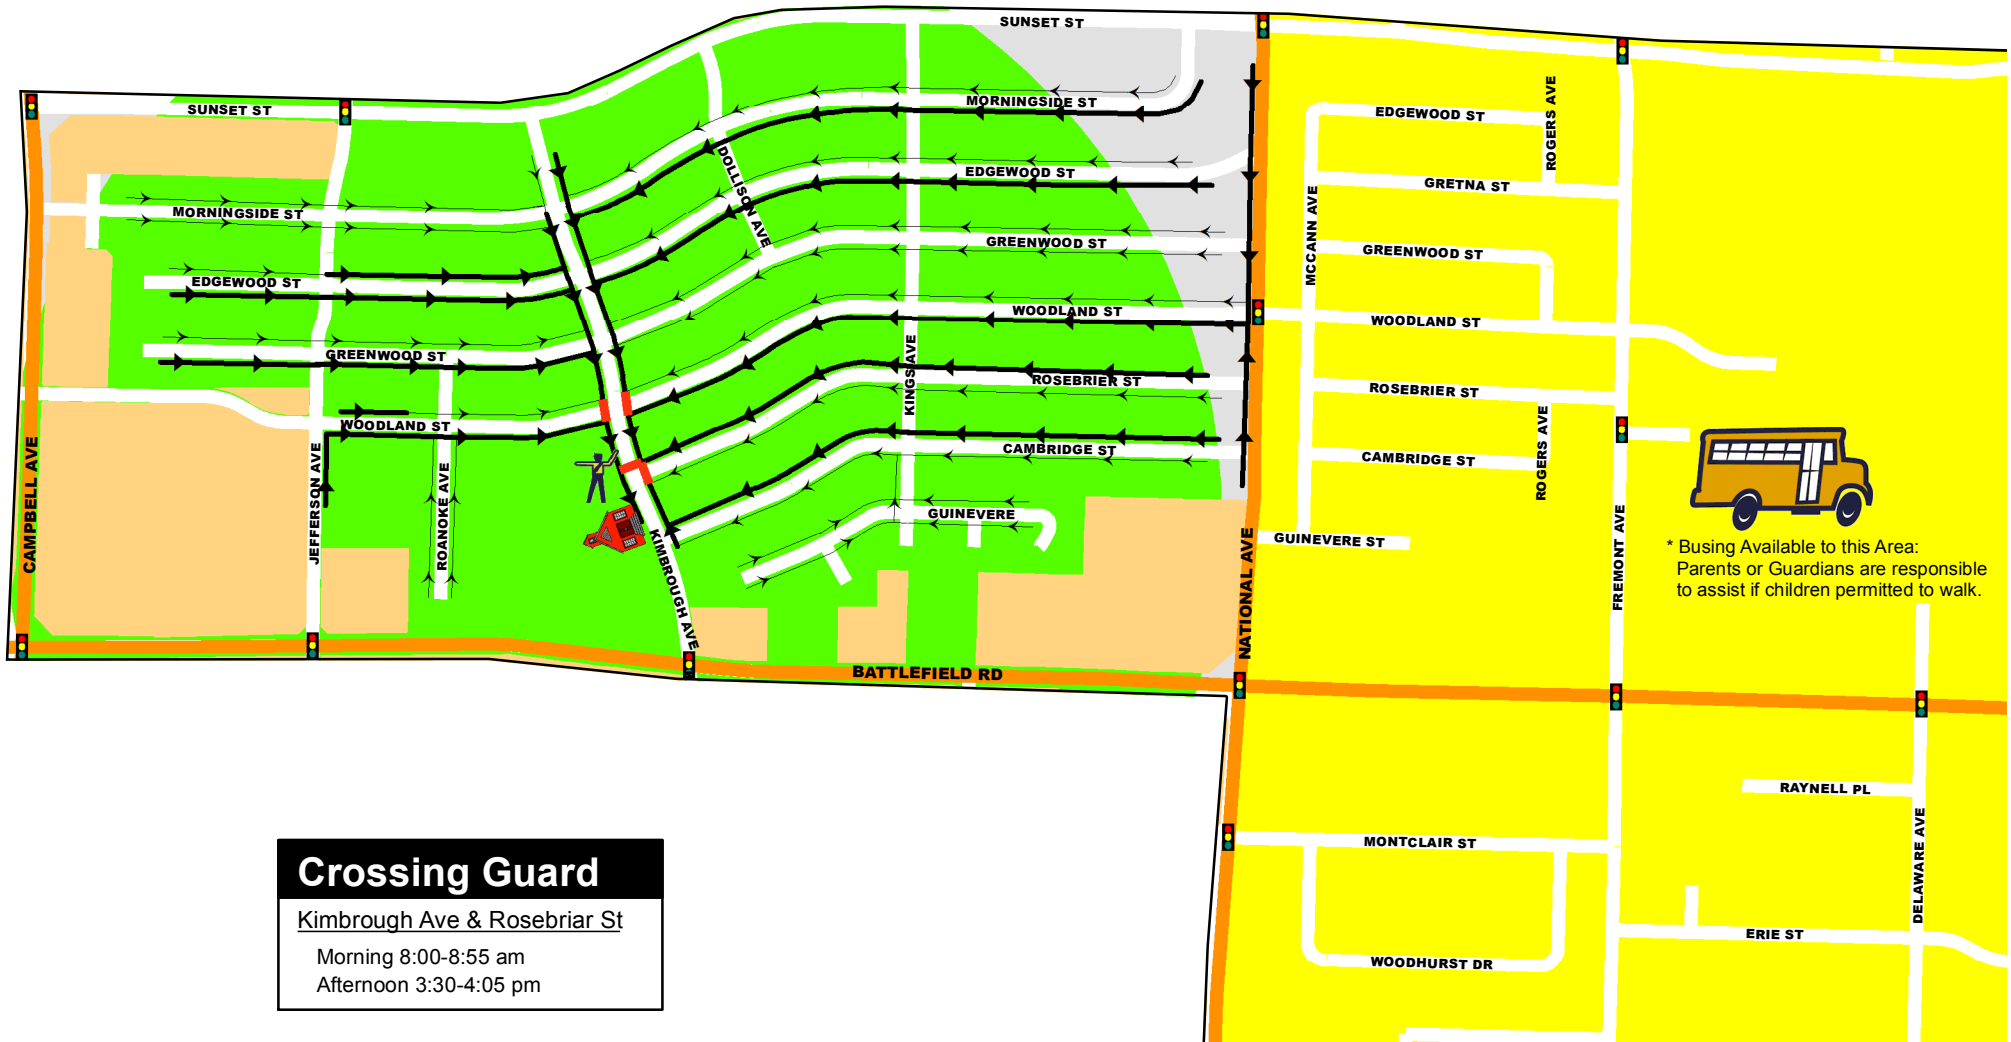 SUNSET ST
SUNSET ST
MORNINGSIDE ST
EDGEWOOD ST
ROGERS AVE
DOLLISON AVE
EDGEWOOD ST
GRETNA ST
MORNINGSIDE ST
MCCANN AVE
GREENWOOD ST
GREENWOOD ST
EDGEWOOD ST
WOODLAND ST
WOODLAND ST
GREENWOOD ST
KINGS AVE
ROSEBRIER ST
ROSEBRIER ST
WOODLAND ST
CAMPBELL AVE
JEFFERSON AVE
ROANOKE AVE
CAMBRIDGE ST
CAMBRIDGE ST
ROGERS AVE
GUINEVERE
GUINEVERE ST
KIMBROUGH AVE
NATIONAL AVE
FREMONT AVE
* Busing Available to this Area:
Parents or Guardians are responsible
to assist if children permitted to walk.
BATTLEFIELD RD
RAYNELL PL
MONTCLAIR ST
DELAWARE AVE
ERIE ST
WOODHURST DR
Crossing Guard
Kimbrough Ave & Rosebriar St
Morning 8:00-8:55 am
Afternoon 3:30-4:05 pm